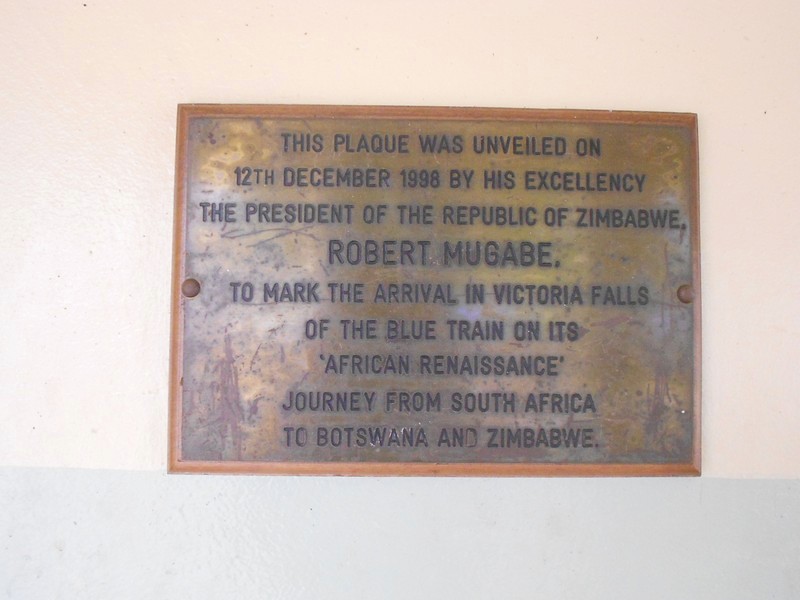 THIS PLAQUE WAS UNVEILED ON
12TH DECEMBER 1998 BY HIS EXCELLENCY
THE PRESIDENT OF THE REPUBLIC OF ZIMBABWE,
ROBERT MUGABE,
TO MARK THE ARRIVAL IN VICTORIA FALLS
OF THE BLUE TRAIN ON ITS
'AFRICAN RENAISSANCE'
JOURNEY FROM SOUTH AFRICA
TO BOTSWANA AND ZIMBABWE.